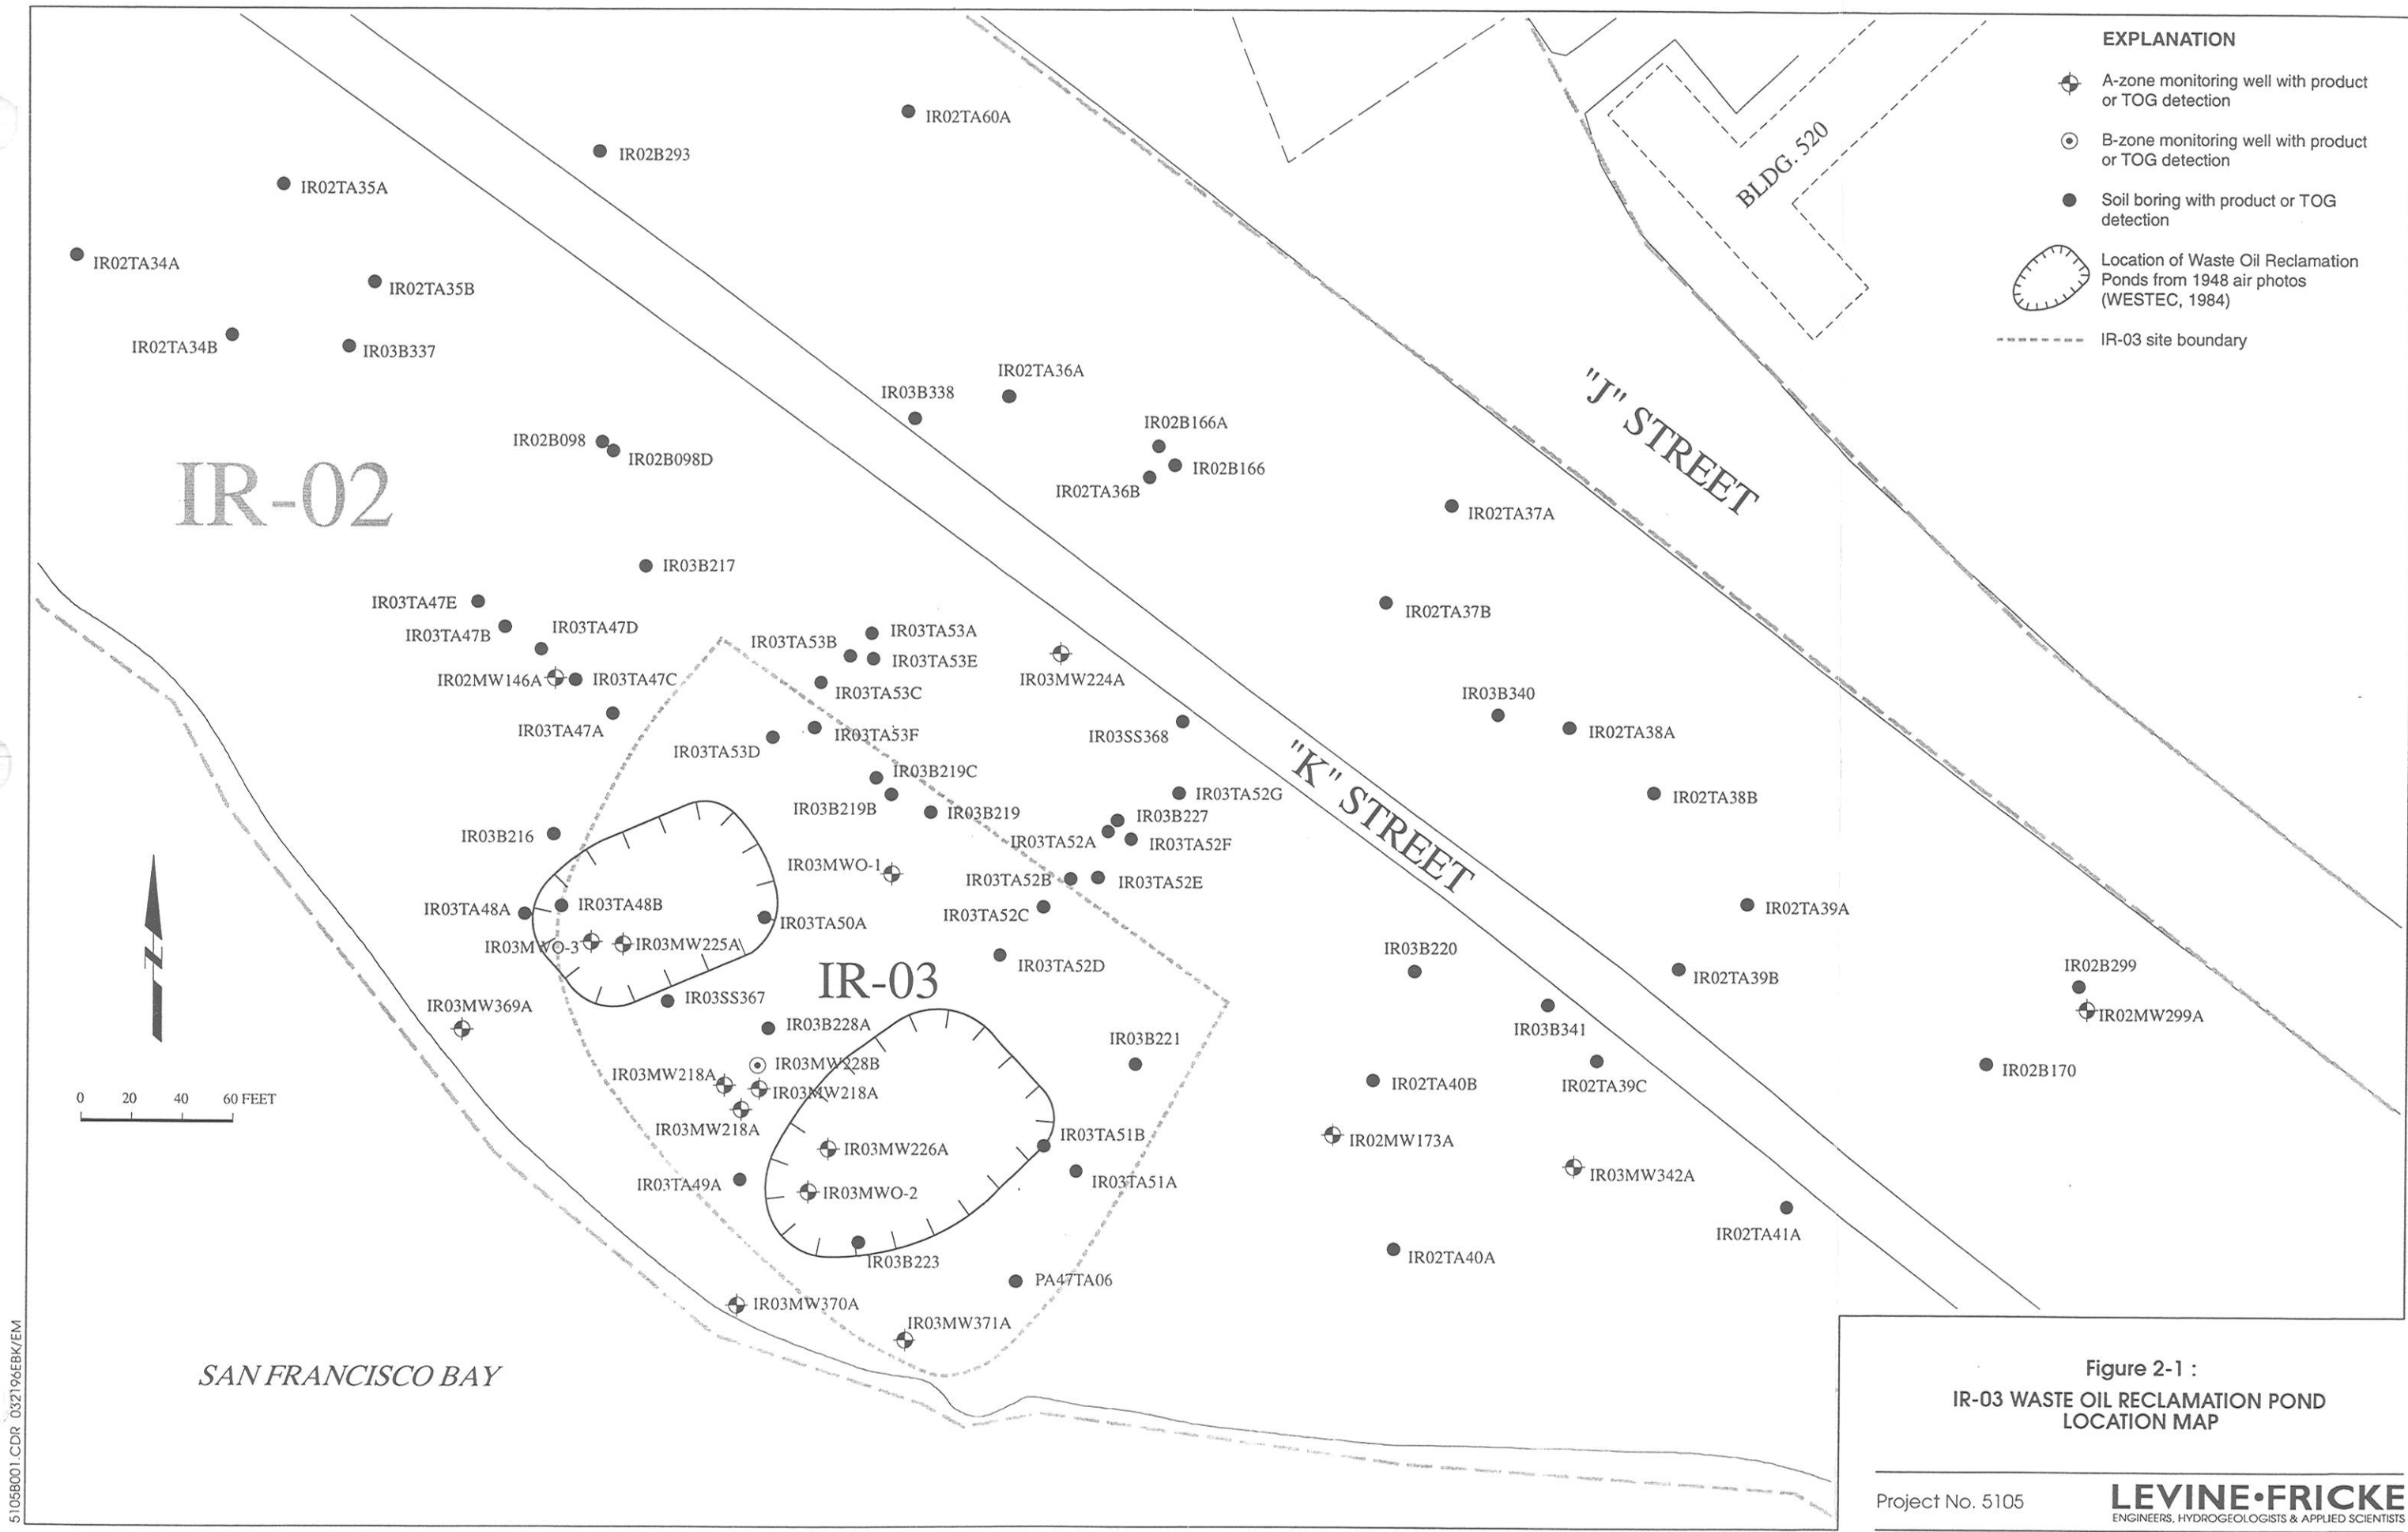 EXPLANATION
A-zone monitoring well with product
or TOG detection
B-zone monitoring well with product
or TOG detection
Soil boring with product or TOG
detection
Location of Waste Oil Reclamation
Ponds from 1948 air photos
(WESTEC, 1984)
IR-03 site boundary
BLDG. 520
IR02TA60A
IR02B293
IR02TA35A
IR02TA34A
IR02TA35B
IR02TA34B
IR03B337
IR02TA36A
IR03B338
IR02B166A
IR02B166
IR02TA36B
"J" STREET
IR02B098
IR02B098D
IR-02
IR02TA37A
IR03B217
IR03TA47E
IR03TA47B
IR03TA47D
IR02MW146A
IR03TA47C
IR03TA47A
IR03TA53A
IR03TA53B
IR03TA53E
IR03TA53C
IR03TA53F
IR03TA53D
IR03MW224A
IR02TA37B
IR03B340
IR02TA38A
IR03SS368
"K" STREET
IR03B219C
IR03B219B
IR03B219
IR03TA52G
IR03B227
IR03TA52A
IR03TA52F
IR02TA38B
IR03B216
IR03MWO-1
IR03TA52B
IR03TA52E
IR03TA52C
IR03TA48A
IR03TA48B
IR03TA50A
IR03MWO-3
IR03MW225A
IR02TA39A
IR03TA52D
IR-03
IR03B220
IR02TA39B
IR02B299
IR02MW299A
IR03SS367
IR03MW369A
IR03B228A
IR03B341
IR03B221
IR03MW228B
IR03MW218A
IR03MW218A
IR03MW218A
IR02TA40B
IR02TA39C
IR02B170
0 20 40 60 FEET
IR03MW226A
IR03TA51B
IR02MW173A
IR03TA49A
IR03MWO-2
IR03TA51A
IR03MW342A
IR02TA41A
IR03B223
IR02TA40A
PA47TA06
IR03MW370A
IR03MW371A
SAN FRANCISCO BAY
5105B001.CDR 032196EBK/EM
Figure 2-1 :
IR-03 WASTE OIL RECLAMATION POND
LOCATION MAP
Project No. 5105
LEVINE•FRICKE
ENGINEERS, HYDROGEOLOGISTS & APPLIED SCIENTISTS